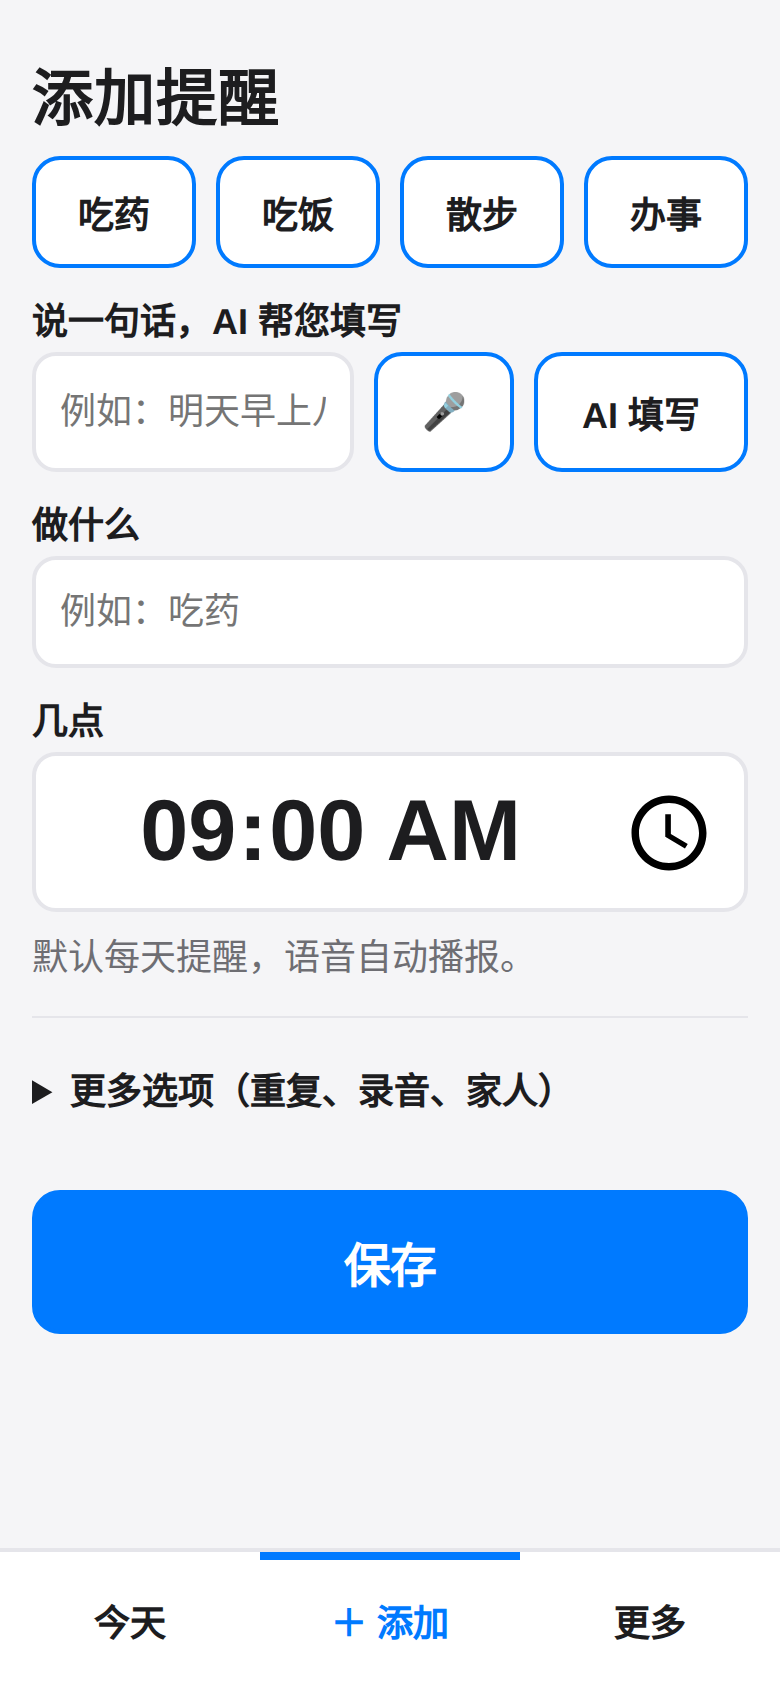 添加提醒
吃药 吃饭 散步 办事
说一句话，AI 帮您填写
例如：明天早上 AI 填写
做什么
例如：吃药
几点
09:00 AM
默认每天提醒，语音自动播报。
更多选项（重复、录音、家人）
保存
今天 ＋ 添加 更多